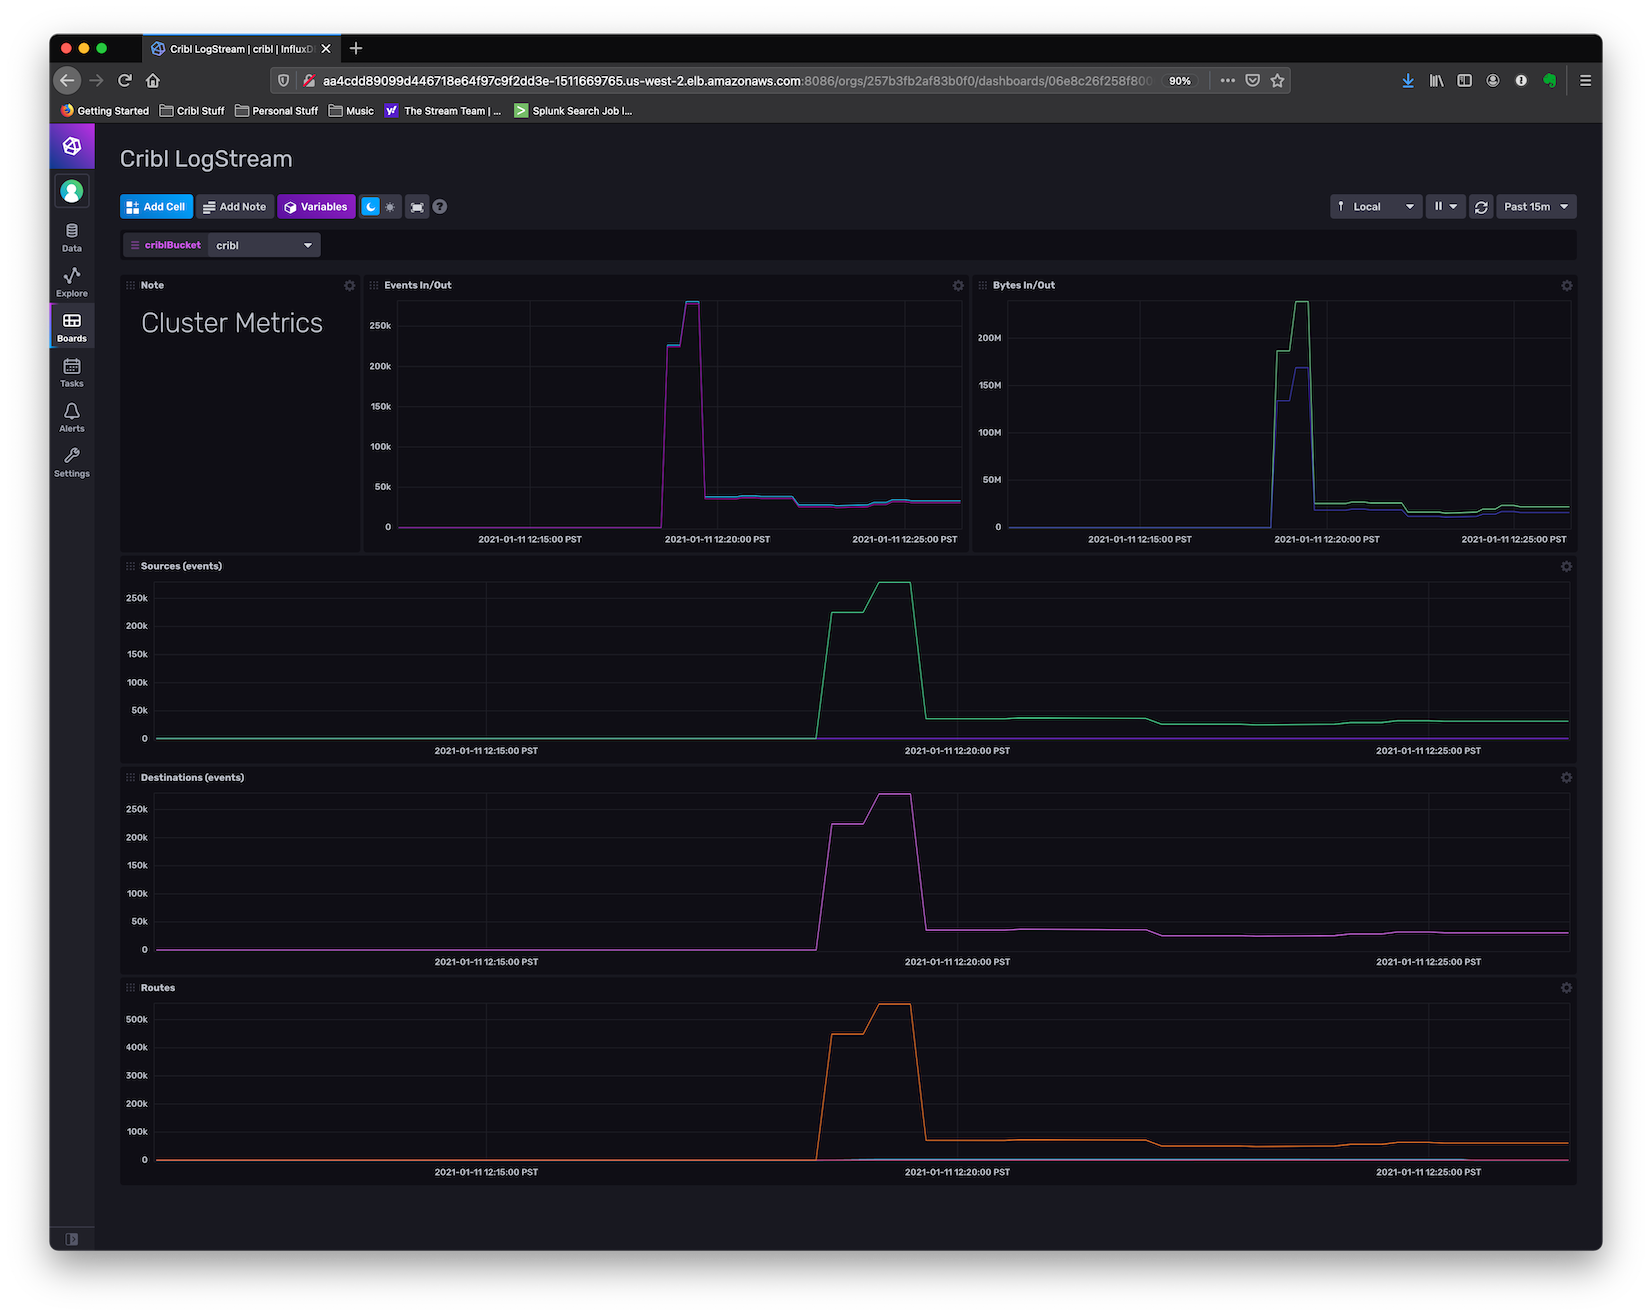 Cribl LogStream | cribl | InfluxD
aa4cdd89099d446718e64f97c9f2dd3e-1511669765.us-west-2.elb.amazonaws.com:8086/orgs/257b3fb2af83b0f0/dashboards/06e8c26f258f800 90%
Getting Started Cribl Stuff Personal Stuff Music The Stream Team | ... Splunk Search Job I...
Cribl LogStream
Add Cell Add Note Variables ? Local Past 15m
criblBucket cribl
Data
Explore
Boards
Tasks
Alerts
Settings
Note
Cluster Metrics
Events In/Out
250k
200k
150k
100k
50k
0
2021-01-11 12:15:00 PST 2021-01-11 12:20:00 PST 2021-01-11 12:25:00 PST
Bytes In/Out
200M
150M
100M
50M
0
2021-01-11 12:15:00 PST 2021-01-11 12:20:00 PST 2021-01-11 12:25:00 PST
Sources (events)
250k
200k
150k
100k
50k
0
2021-01-11 12:15:00 PST 2021-01-11 12:20:00 PST 2021-01-11 12:25:00 PST
Destinations (events)
250k
200k
150k
100k
50k
0
2021-01-11 12:15:00 PST 2021-01-11 12:20:00 PST 2021-01-11 12:25:00 PST
Routes
500k
400k
300k
200k
100k
0
2021-01-11 12:15:00 PST 2021-01-11 12:20:00 PST 2021-01-11 12:25:00 PST